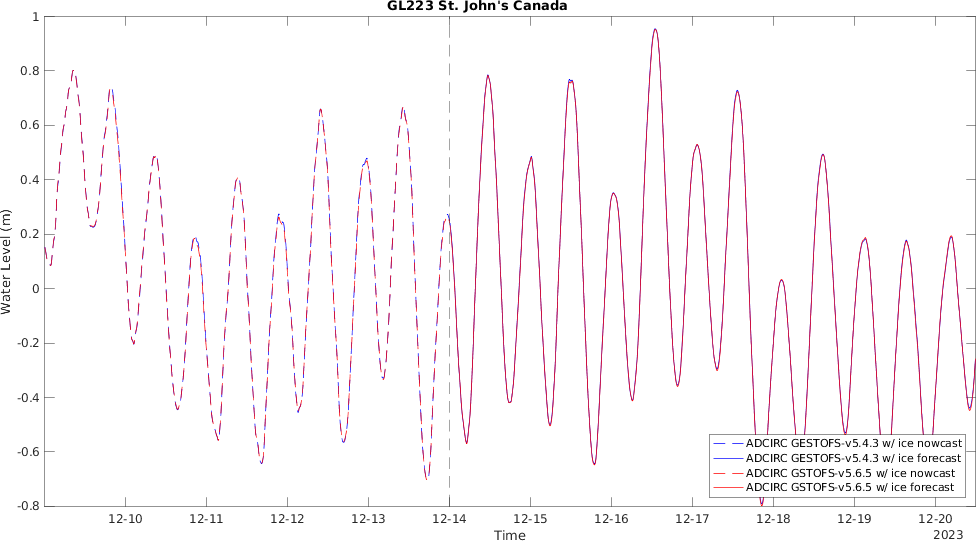 GL223 St. John's Canada
Water Level (m)
1
0.8
0.6
0.4
0.2
0
-0.2
-0.4
-0.6
-0.8
ADCIRC GESTOFS-v5.4.3 w/ ice nowcast
ADCIRC GESTOFS-v5.4.3 w/ ice forecast
ADCIRC GSTOFS-v5.6.5 w/ ice nowcast
ADCIRC GSTOFS-v5.6.5 w/ ice forecast
12-10 12-11 12-12 12-13 12-14 12-15 12-16 12-17 12-18 12-19 12-20
Time
2023